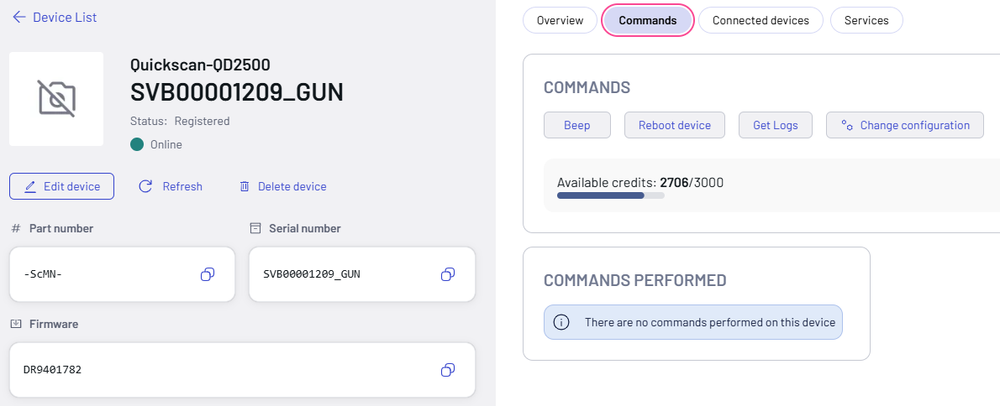 Device List
Quickscan-QD2500
SVB00001209_GUN
Status: Registered
Online
Edit device
Refresh
Delete device
# Part number
Serial number
-ScMN-
SVB00001209_GUN
Firmware
DR9401782
Overview
Commands
Connected devices
Services
COMMANDS
Beep
Reboot device
Get Logs
Change configuration
Available credits: 2706/3000
COMMANDS PERFORMED
There are no commands performed on this device